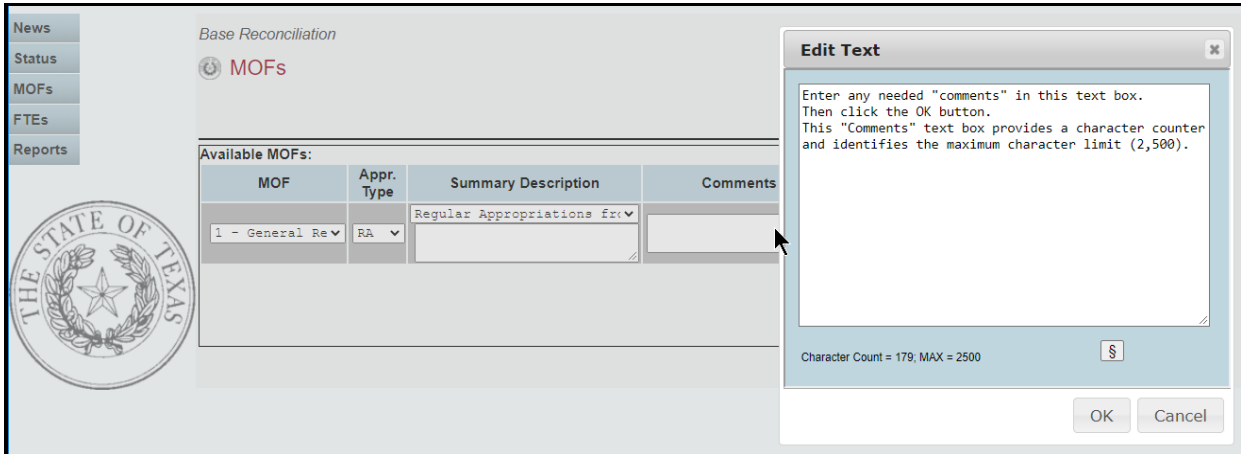 News
Status
MOFs
FTEs
Reports
THE STATE OF TEXAS
Base Reconciliation
MOFs
Available MOFs:
MOF
Appr.
Type
Summary Description
Comments
1 - General Re
RA
Regular Appropriations fr
Edit Text
Enter any needed "comments" in this text box.
Then click the OK button.
This "Comments" text box provides a character counter
and identifies the maximum character limit (2,500).
Character Count = 179; MAX = 2500
§
OK
Cancel